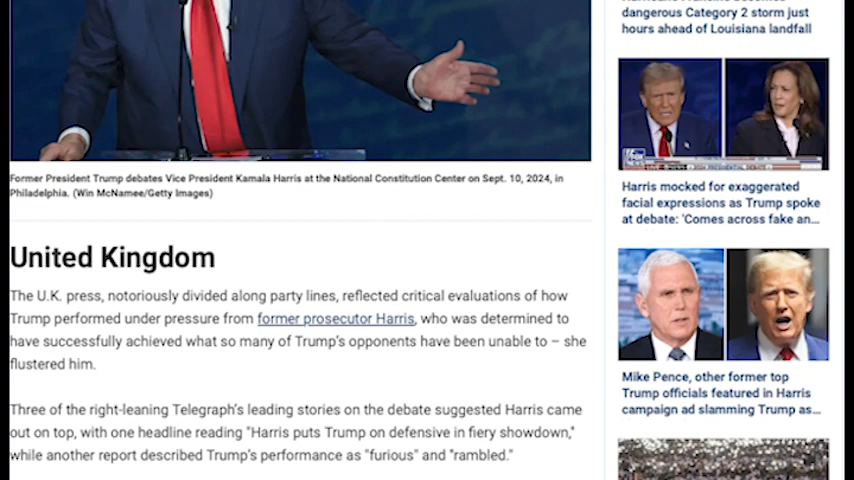 Former President Trump debates Vice President Kamala Harris at the National Constitution Center on Sept. 10, 2024, in
Philadelphia. (Win McNamee/Getty Images)
United Kingdom
The U.K. press, notoriously divided along party lines, reflected critical evaluations of how
Trump performed under pressure from former prosecutor Harris, who was determined to
have successfully achieved what so many of Trump's opponents have been unable to – she
flustered him.
Three of the right-leaning Telegraph's leading stories on the debate suggested Harris came
out on top, with one headline reading "Harris puts Trump on defensive in fiery showdown,"
while another report described Trump's performance as "furious" and "rambled."
dangerous Category 2 storm just
hours ahead of Louisiana landfall
Harris mocked for exaggerated
facial expressions as Trump spoke
at debate: 'Comes across fake an...
Mike Pence, other former top
Trump officials featured in Harris
campaign ad slamming Trump as...